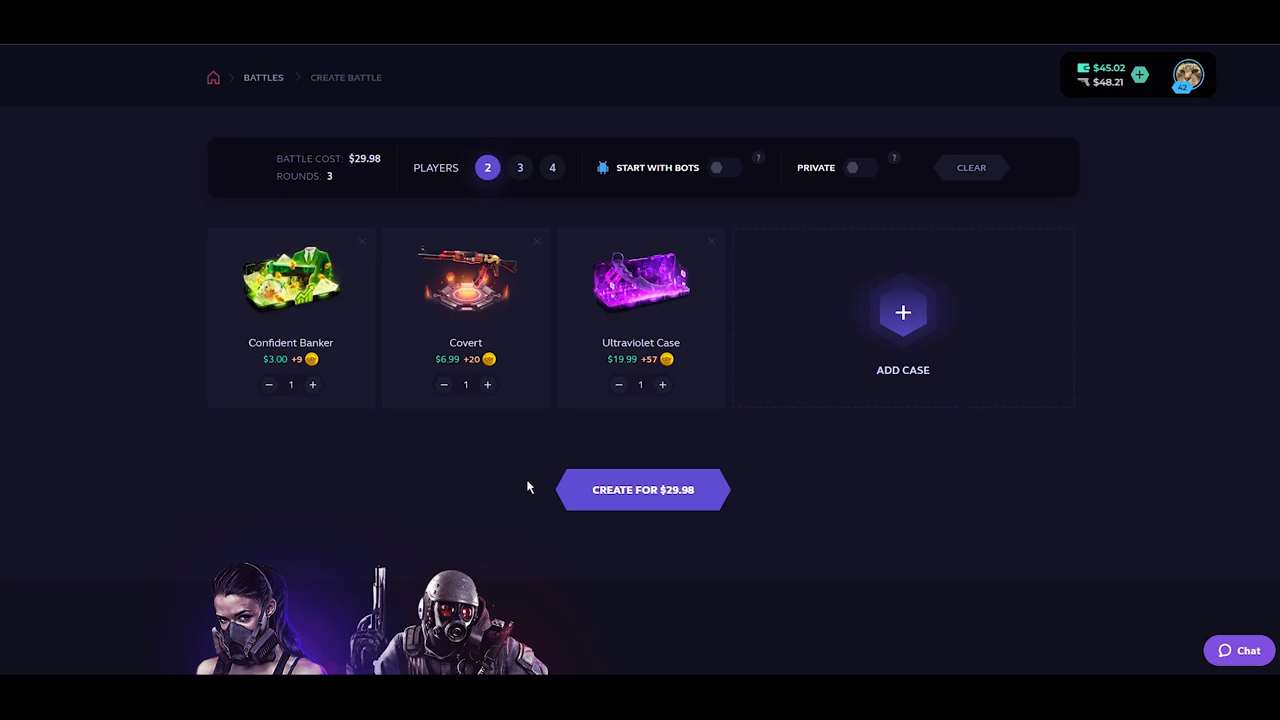 BATTLES
CREATE BATTLE
$45.02
$48.21
42
BATTLE COST: $29.98
ROUNDS: 3
PLAYERS 2 3 4
START WITH BOTS
?
PRIVATE
?
CLEAR
Confident Banker
$3.00 +9
1
Covert
$6.99 +20
1
Ultraviolet Case
$19.99 +57
1
ADD CASE
CREATE FOR $29.98
Chat